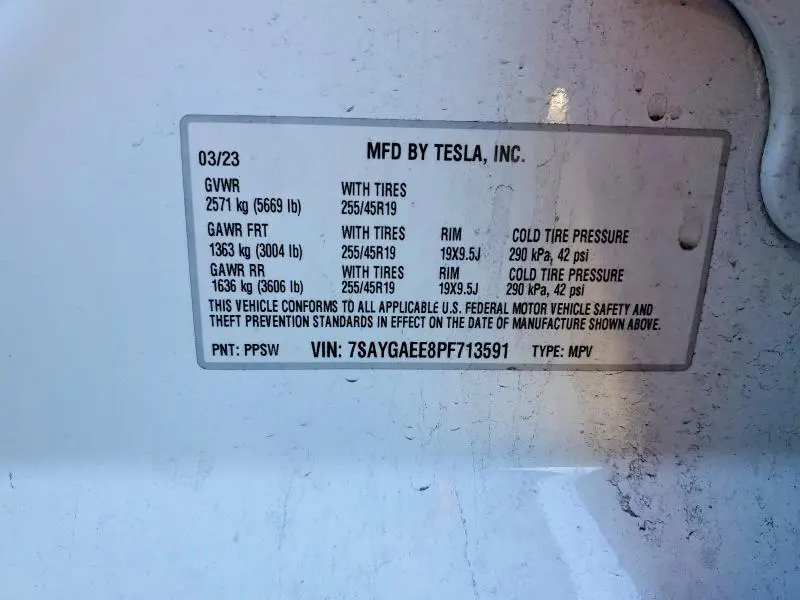 03/23 MFD BY TESLA, INC.
GVWR WITH TIRES
2571 kg (5669 lb) 255/45R19
GAWR FRT WITH TIRES RIM COLD TIRE PRESSURE
1363 kg (3004 lb) 255/45R19 19X9.5J 290 kPa, 42 psi
GAWR RR WITH TIRES RIM COLD TIRE PRESSURE
1636 kg (3606 lb) 255/45R19 19X9.5J 290 kPa, 42 psi
THIS VEHICLE CONFORMS TO ALL APPLICABLE U.S. FEDERAL MOTOR VEHICLE SAFETY AND
THEFT PREVENTION STANDARDS IN EFFECT ON THE DATE OF MANUFACTURE SHOWN ABOVE.
PNT: PPSW VIN: 7SAYGAEE8PF713591 TYPE: MPV